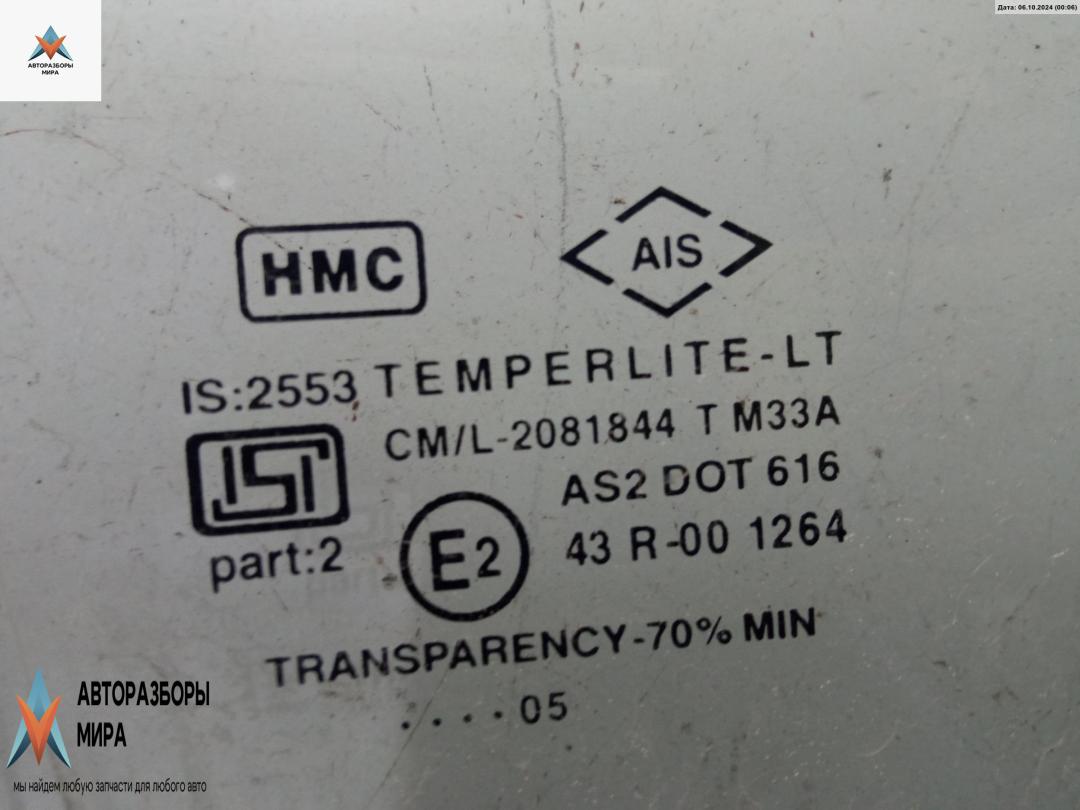 Дата: 06.10.2024 (00:06)
АВТОРАЗБОРЫ
МИРА
HMC
AIS
IS:2553 TEMPERLITE-LT
CM/L-2081844 T M33A
ISI
AS2 DOT 616
part:2
E2
43 R-00 1264
TRANSPARENCY-70% MIN
....05
АВТОРАЗБОРЫ
МИРА
мы найдем любую запчасти для любого авто